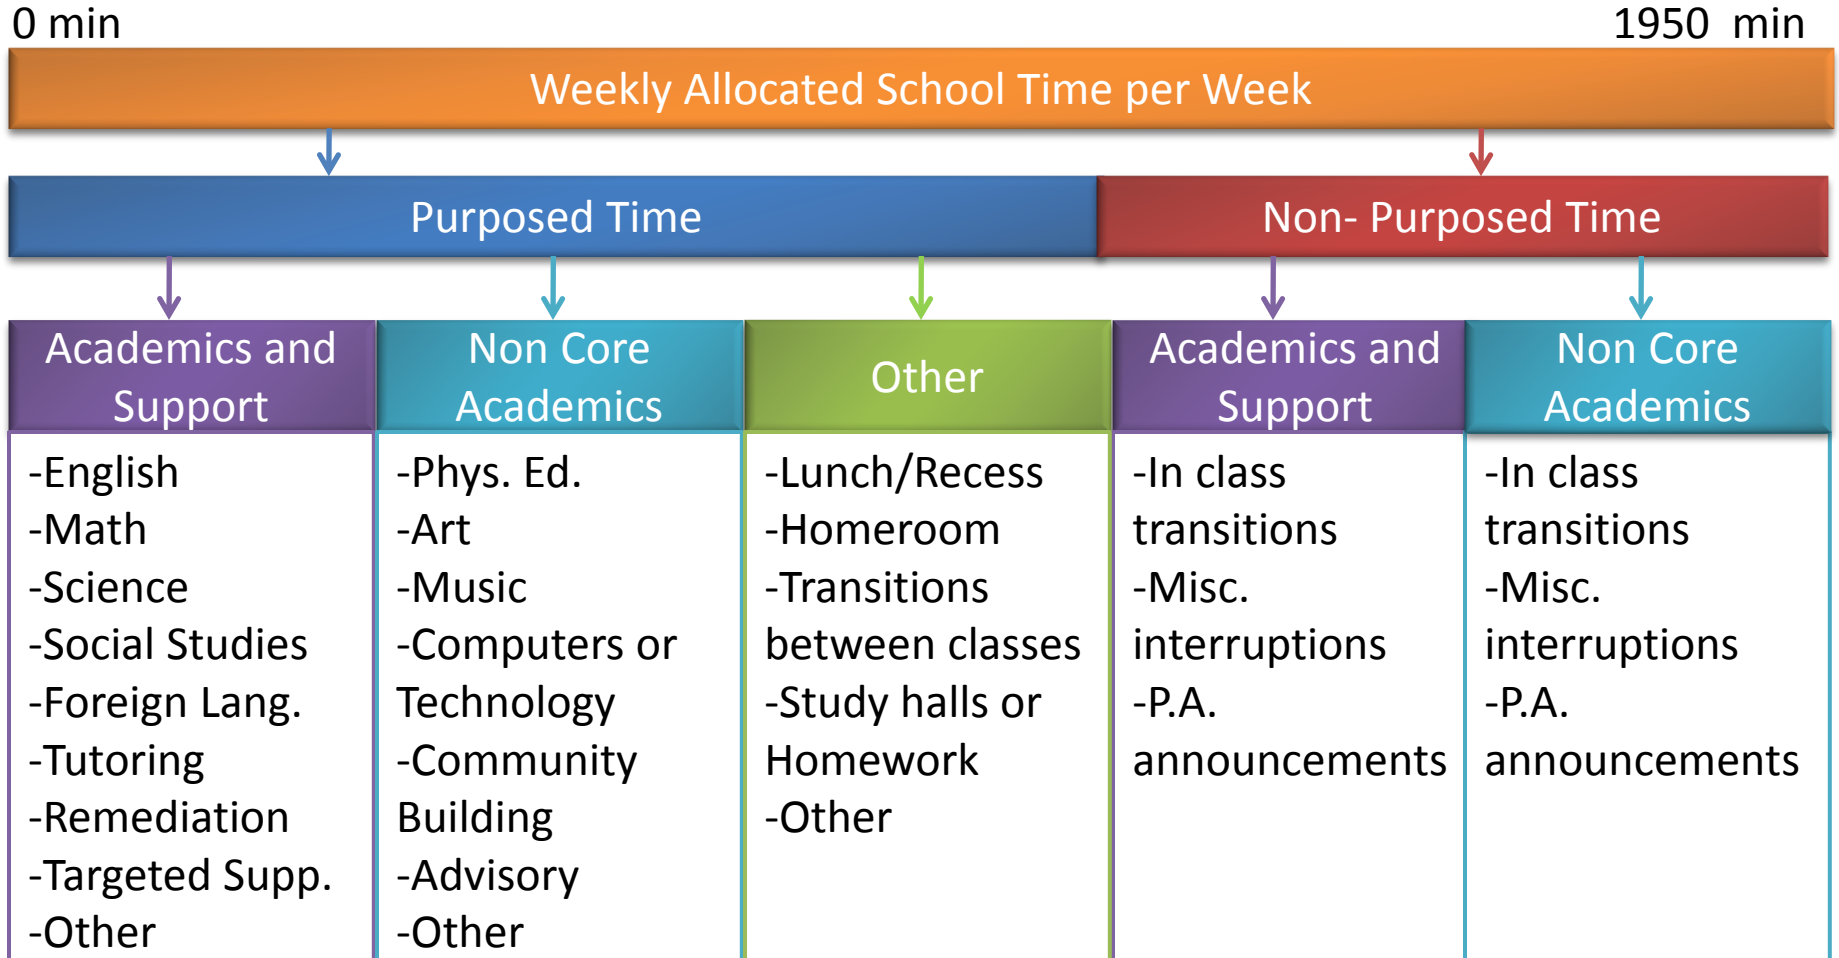 0 min
1950 min
Weekly Allocated School Time per Week
Purposed Time
Non- Purposed Time
Academics and
Support
-English
-Math
-Science
-Social Studies
-Foreign Lang.
-Tutoring
-Remediation
-Targeted Supp.
-Other
Non Core
Academics
-Phys. Ed.
-Art
-Music
-Computers or
Technology
-Community
Building
-Advisory
-Other
Other
-Lunch/Recess
-Homeroom
-Transitions
between classes
-Study halls or
Homework
-Other
Academics and
Support
-In class
transitions
-Misc.
interruptions
-P.A.
announcements
Non Core
Academics
-In class
transitions
-Misc.
interruptions
-P.A.
announcements